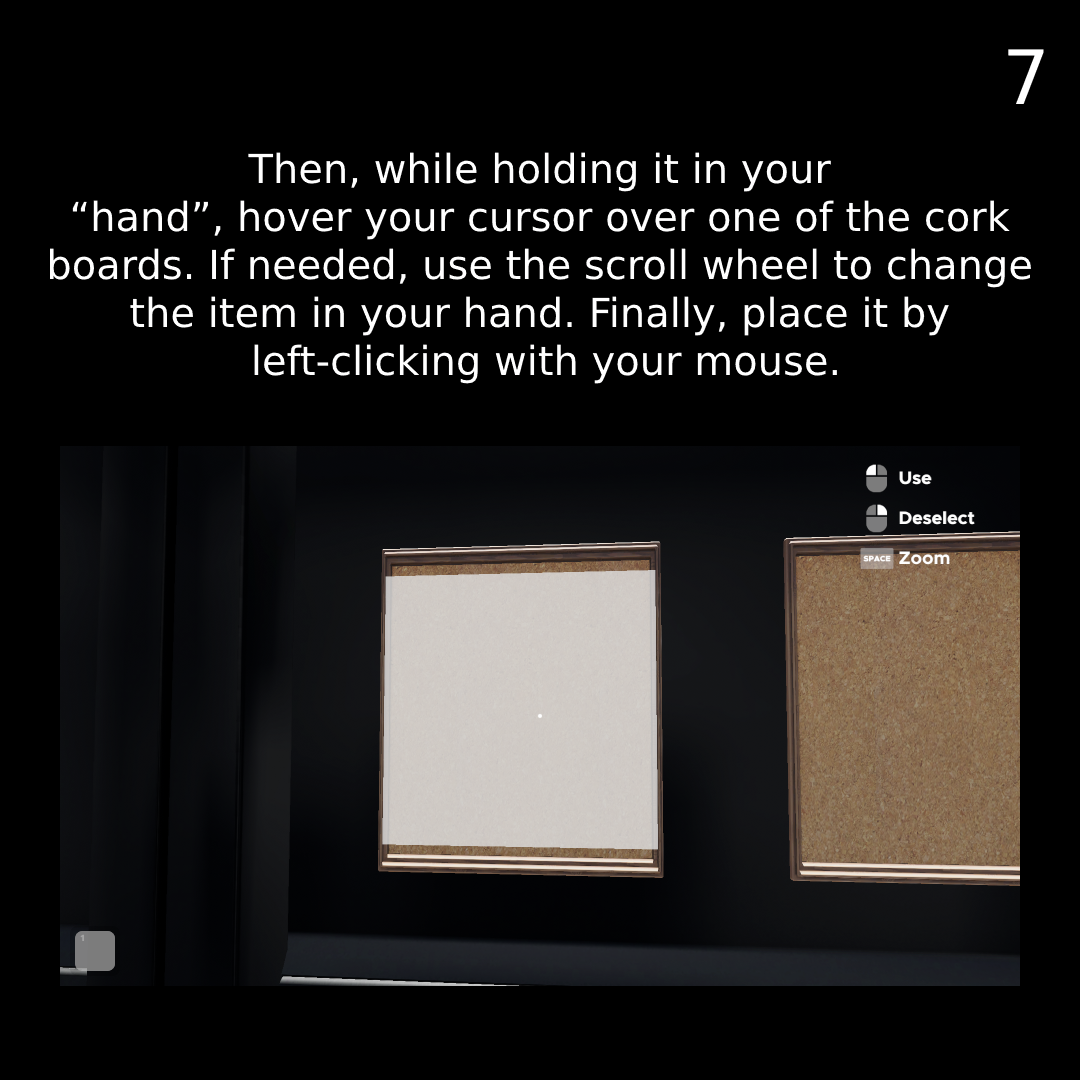 7
Then, while holding it in your
“hand”, hover your cursor over one of the cork
boards. If needed, use the scroll wheel to change
the item in your hand. Finally, place it by
left-clicking with your mouse.
Use
Deselect
SPACE Zoom
1